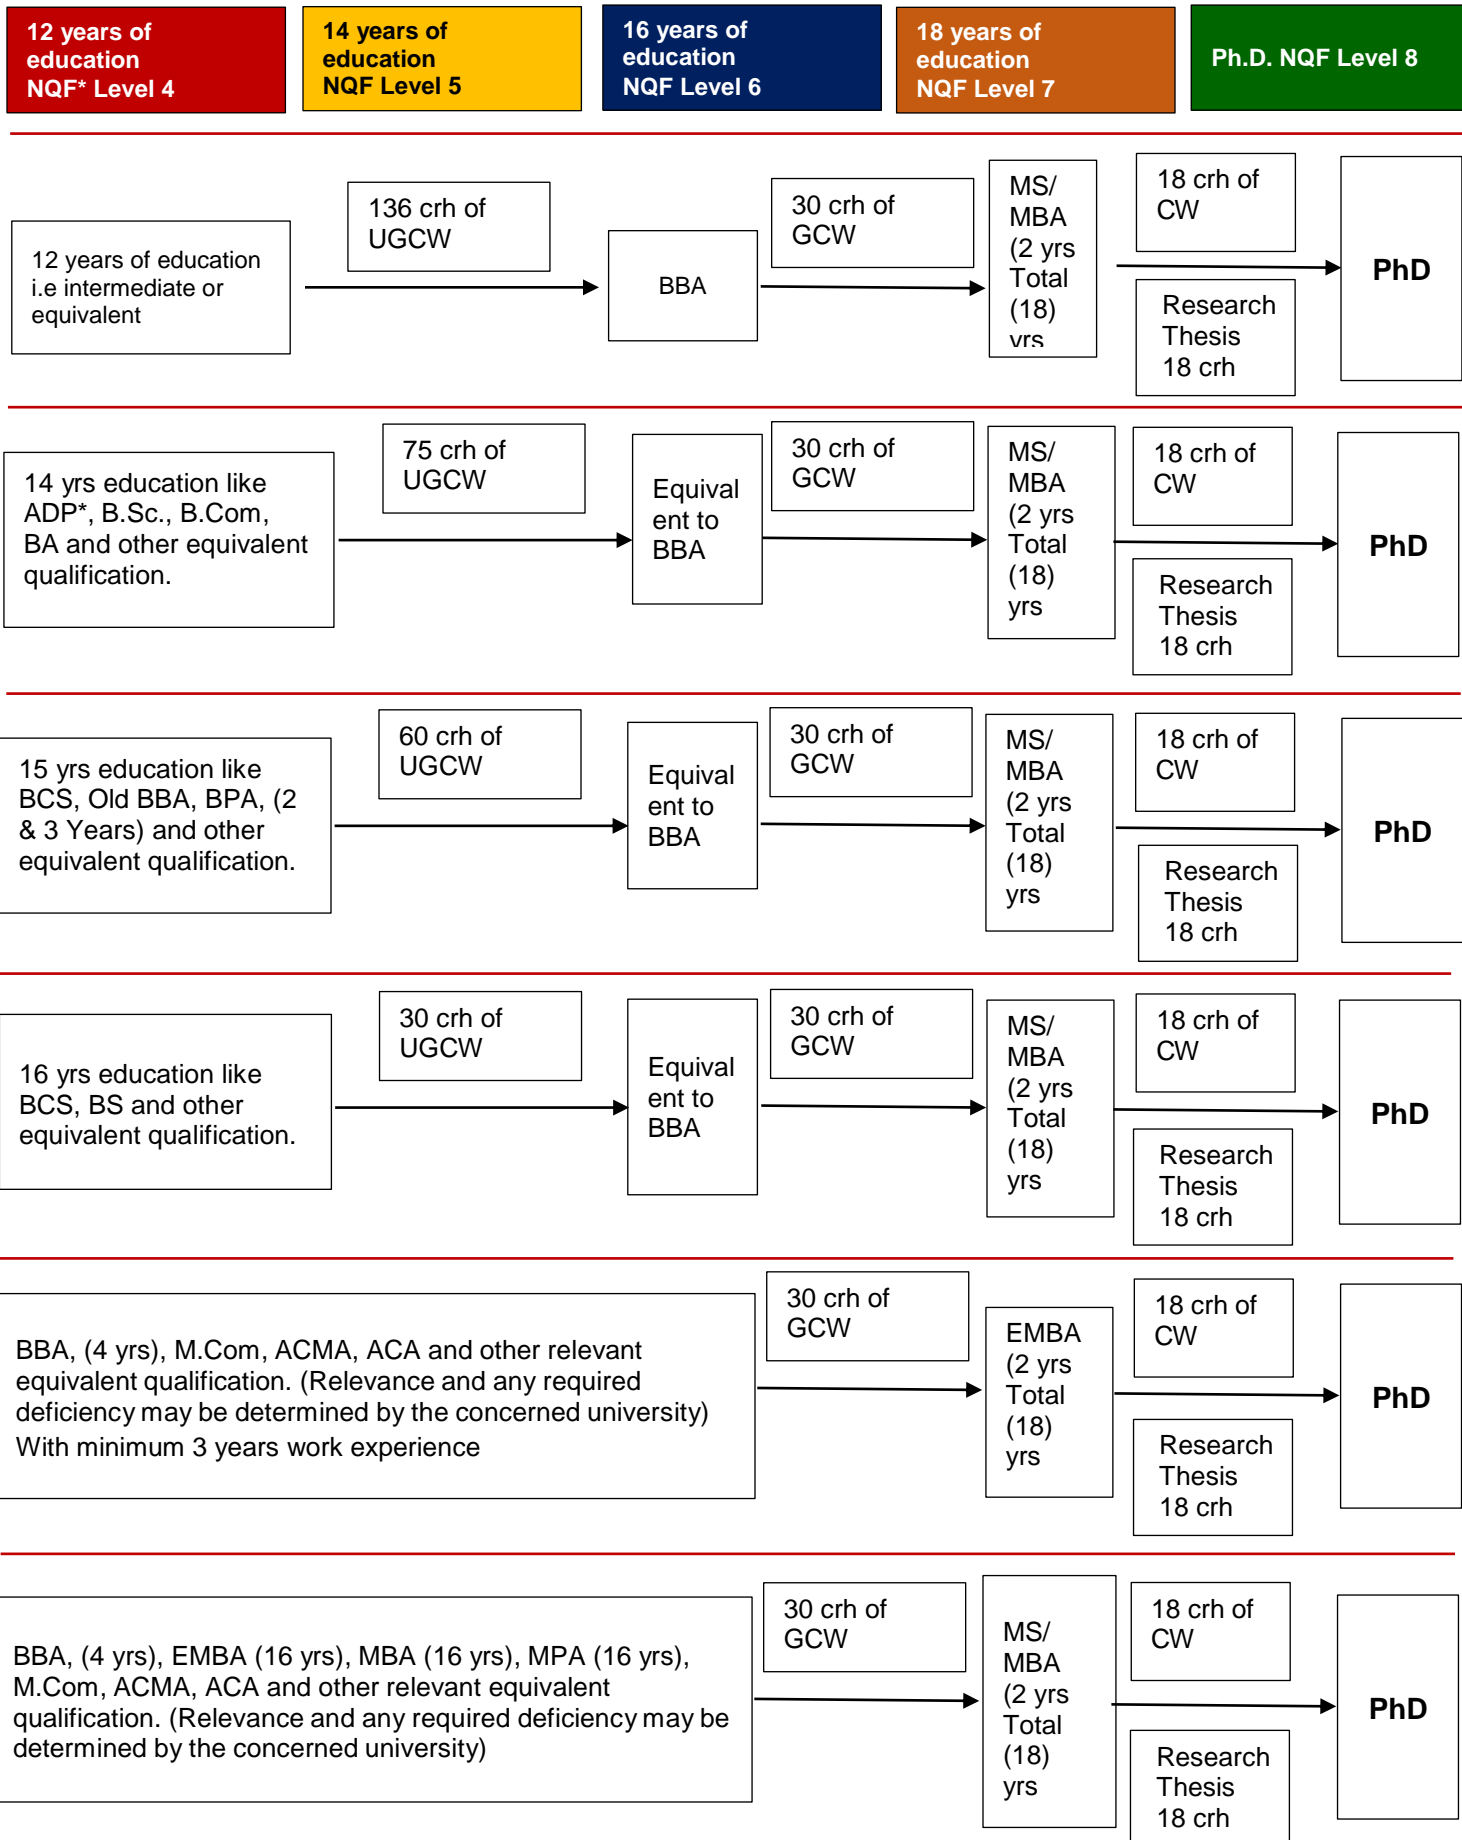 12 years of
education
NQF* Level 4
14 years of
education
NQF Level 5
16 years of
education
NQF Level 6
18 years of
education
NQF Level 7
Ph.D. NQF Level 8
12 years of education
i.e intermediate or
equivalent
136 crh of
UGCW
BBA
30 crh of
GCW
MS/
MBA
(2 yrs
Total
(18)
yrs
18 crh of
CW
Research
Thesis
18 crh
PhD
14 yrs education like
ADP*, B.Sc., B.Com,
BA and other equivalent
qualification.
75 crh of
UGCW
Equival
ent to
BBA
30 crh of
GCW
MS/
MBA
(2 yrs
Total
(18)
yrs
18 crh of
CW
Research
Thesis
18 crh
PhD
15 yrs education like
BCS, Old BBA, BPA, (2
& 3 Years) and other
equivalent qualification.
60 crh of
UGCW
Equival
ent to
BBA
30 crh of
GCW
MS/
MBA
(2 yrs
Total
(18)
yrs
18 crh of
CW
Research
Thesis
18 crh
PhD
16 yrs education like
BCS, BS and other
equivalent qualification.
30 crh of
UGCW
Equival
ent to
BBA
30 crh of
GCW
MS/
MBA
(2 yrs
Total
(18)
yrs
18 crh of
CW
Research
Thesis
18 crh
PhD
BBA, (4 yrs), M.Com, ACMA, ACA and other relevant
equivalent qualification. (Relevance and any required
deficiency may be determined by the concerned university)
With minimum 3 years work experience
30 crh of
GCW
EMBA
(2 yrs
Total
(18)
yrs
18 crh of
CW
Research
Thesis
18 crh
PhD
BBA, (4 yrs), EMBA (16 yrs), MBA (16 yrs), MPA (16 yrs),
M.Com, ACMA, ACA and other relevant equivalent
qualification. (Relevance and any required deficiency may be
determined by the concerned university)
30 crh of
GCW
MS/
MBA
(2 yrs
Total
(18)
yrs
18 crh of
CW
Research
Thesis
18 crh
PhD